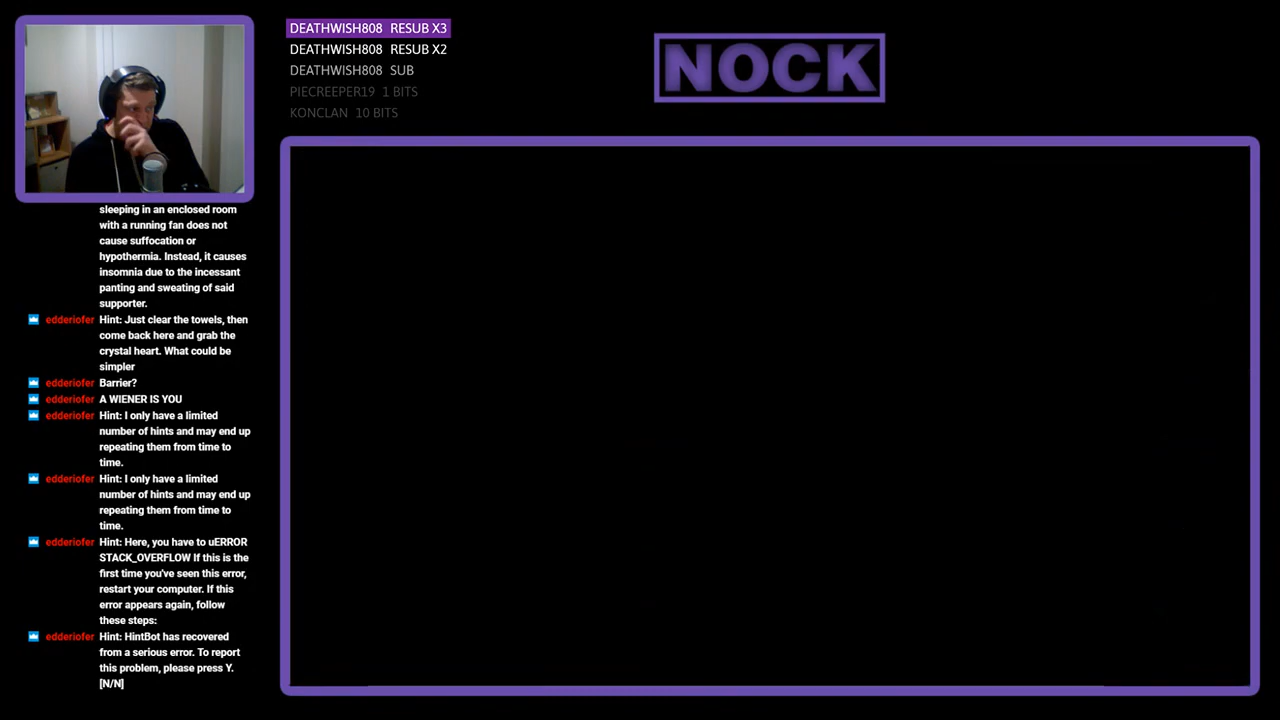 DEATHWISH808 RESUB X3
DEATHWISH808 RESUB X2
DEATHWISH808 SUB
PIECREEPER19 1 BITS
KONCLAN 10 BITS
NOCK
sleeping in an enclosed room
with a running fan does not
cause suffocation or
hypothermia. Instead, it causes
insomnia due to the incessant
panting and sweating of said
supporter.
edderiofer Hint: Just clear the towels, then
come back here and grab the
crystal heart. What could be
simpler
edderiofer Barrier?
edderiofer A WIENER IS YOU
edderiofer Hint: I only have a limited
number of hints and may end up
repeating them from time to
time.
edderiofer Hint: I only have a limited
number of hints and may end up
repeating them from time to
time.
edderiofer Hint: Here, you have to uERROR
STACK_OVERFLOW If this is the
first time you've seen this error,
restart your computer. If this
error appears again, follow
these steps:
edderiofer Hint: HintBot has recovered
from a serious error. To report
this problem, please press Y.
[N/N]